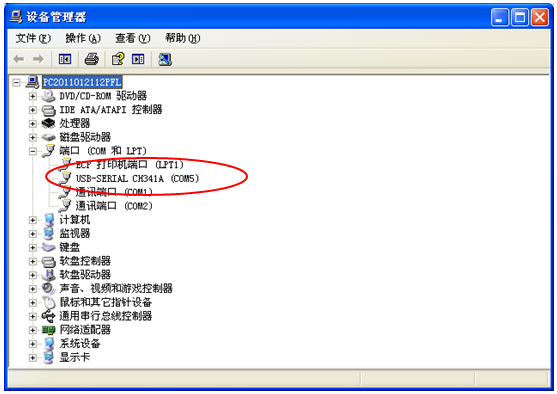 设备管理器
文件(F) 操作(A) 查看(V) 帮助(H)
PC2011012112PFL
DVD/CD-ROM 驱动器
IDE ATA/ATAPI 控制器
处理器
磁盘驱动器
端口 (COM 和 LPT)
ECP 打印机端口 (LPT1)
USB-SERIAL CH341A (COM5)
通讯端口 (COM1)
通讯端口 (COM2)
计算机
监视器
键盘
软盘控制器
软盘驱动器
声音、视频和游戏控制器
鼠标和其它指针设备
通用串行总线控制器
网络适配器
系统设备
显示卡